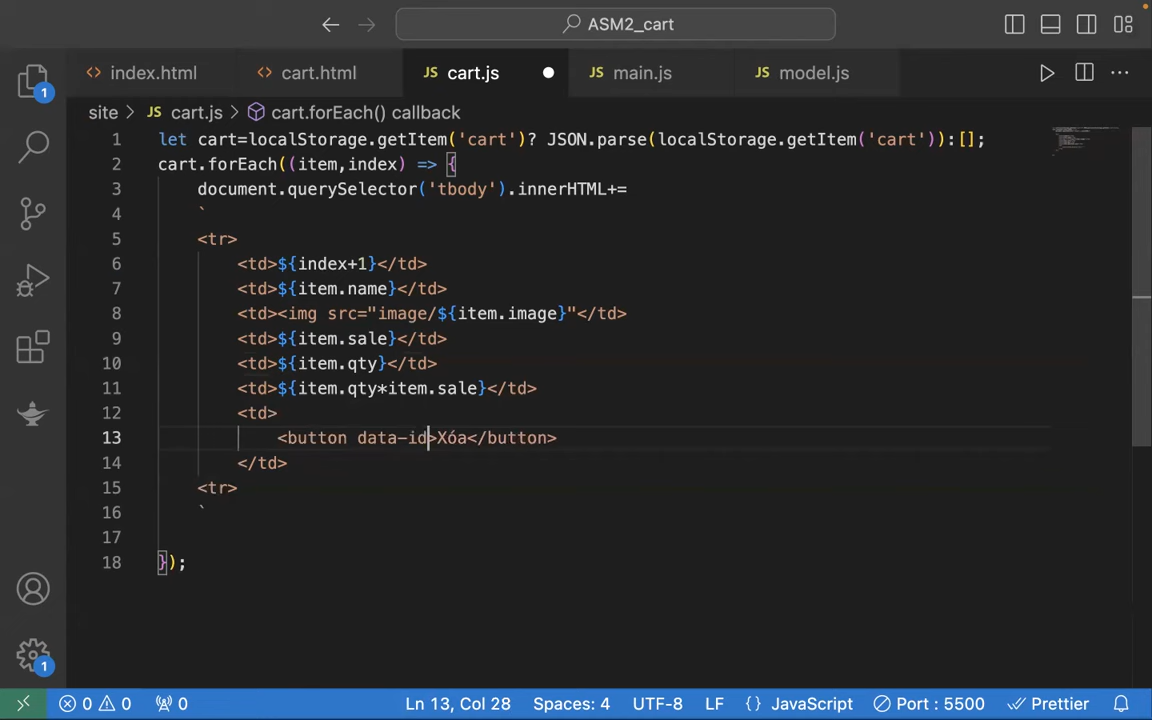 ASM2_cart
index.html
cart.html
JS cart.js
JS main.js
JS model.js
site > JS cart.js > cart.forEach() callback
1 let cart=localStorage.getItem('cart')? JSON.parse(localStorage.getItem('cart')):[];
2 cart.forEach((item,index) => {
3 document.querySelector('tbody').innerHTML+=
4 `
5 <tr>
6 <td>${index+1}</td>
7 <td>${item.name}</td>
8 <td><img src="image/${item.image}"</td>
9 <td>${item.sale}</td>
10 <td>${item.qty}</td>
11 <td>${item.qty*item.sale}</td>
12 <td>
13 <button data-id>Xóa</button>
14 </td>
15 <tr>
16 `
17
18 });
1
1
0 0 0 Ln 13, Col 28 Spaces: 4 UTF-8 LF {} JavaScript Port : 5500 Prettier